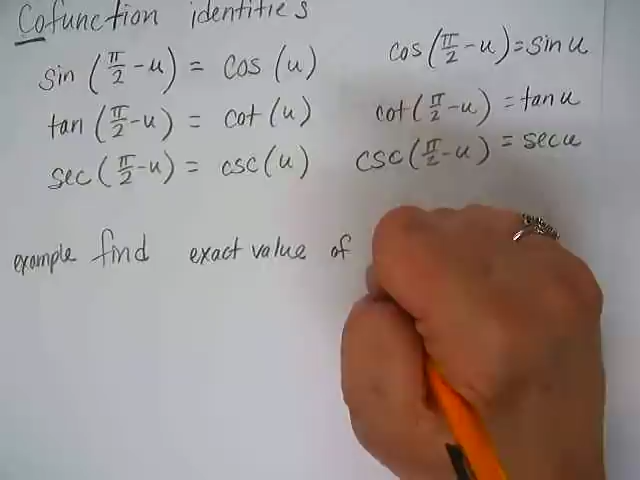 Cofunction identities
sin (π/2 - u) = cos (u)
cos (π/2 - u) = sin u
tan (π/2 - u) = cot (u)
cot (π/2 - u) = tan u
sec (π/2 - u) = csc (u)
csc (π/2 - u) = sec u
example find exact value of